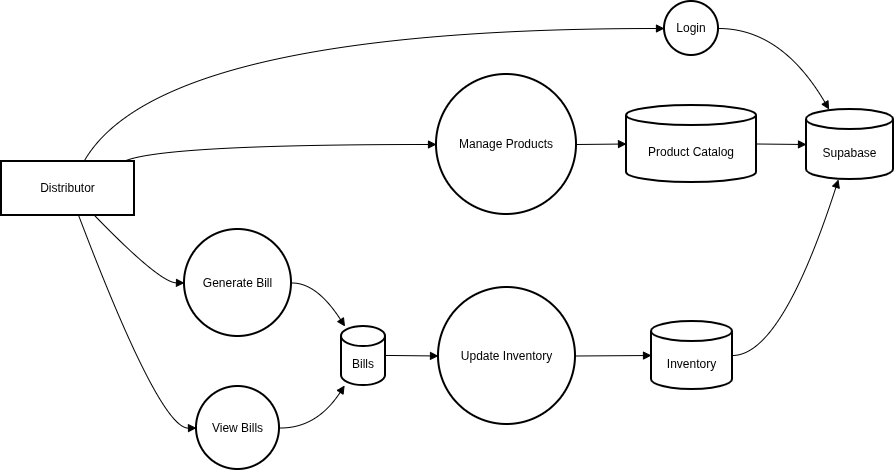 Login
Manage Products
Product Catalog
Supabase
Distributor
Generate Bill
Bills
Update Inventory
Inventory
View Bills